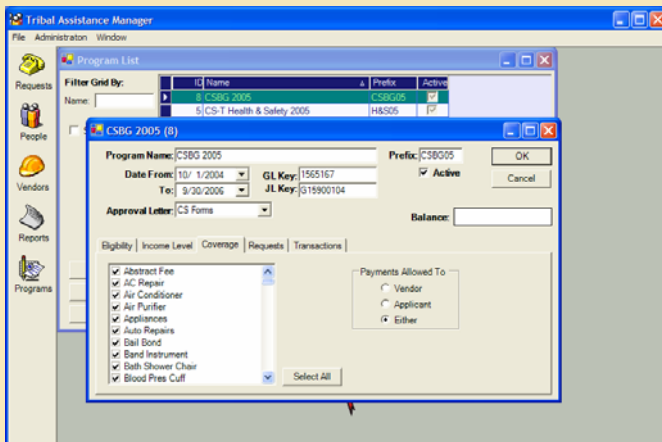 Tribal Assistance Manager
File Administraton Window
Program List
Requests
People
Vendors
Reports
Programs
Filter Grid By:
Name:
ID Name Prefix Active
8 CSBG 2005 CSBG05
5 CS-T Health & Safety 2005 H&S05
CSBG 2005 (8)
Program Name: CSBG 2005 Prefix: CSBG05 OK
Date From: 10/ 1/2004 GL Key: 1565167 Active Cancel
To: 9/30/2006 JL Key: G15900104
Approval Letter: CS Forms Balance:
Eligibility Income Level Coverage Requests Transactions
Abstract Fee
AC Repair
Air Conditioner
Air Purifier
Appliances
Auto Repairs
Bail Bond
Band Instrument
Bath Shower Chair
Blood Pres Cuff
Payments Allowed To
Vendor
Applicant
Either
Select All